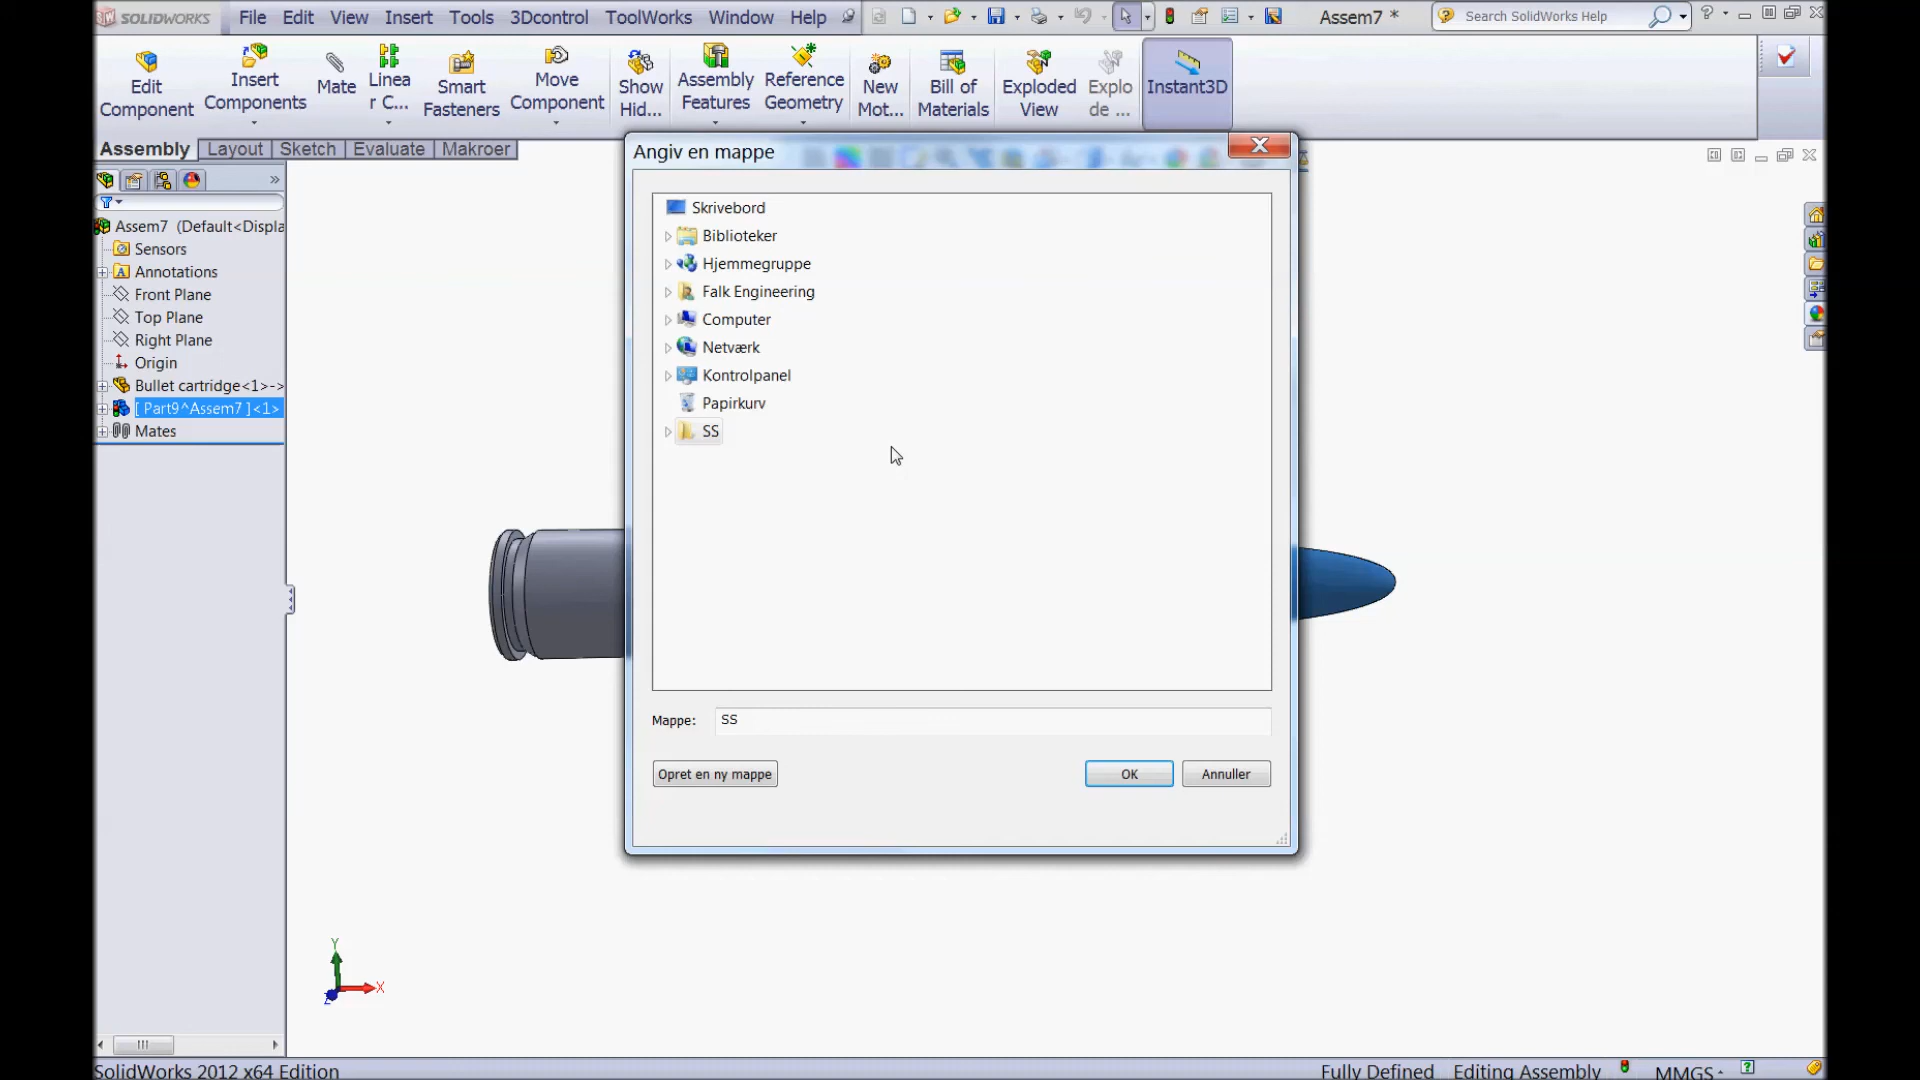 SOLIDWORKS File Edit View Insert Tools 3Dcontrol ToolWorks Window Help Assem7 * Search SolidWorks Help
Edit Component
Insert Components
Mate
Linea r C...
Smart Fasteners
Move Component
Show Hid...
Assembly Features
Reference Geometry
New Mot...
Bill of Materials
Exploded View
Explo de ...
Instant3D
Assembly Layout Sketch Evaluate Makroer
Assem7 (Default<Displa
Sensors
Annotations
Front Plane
Top Plane
Right Plane
Origin
Bullet cartridge<1>->
[ Part9^Assem7 ]<1>
Mates
Angiv en mappe
Skrivebord
Biblioteker
Hjemmegruppe
Falk Engineering
Computer
Netværk
Kontrolpanel
Papirkurv
SS
Mappe: SS
Opret en ny mappe OK Annuller
Y
X
Z
SolidWorks 2012 x64 Edition Fully Defined Editing Assembly MMGS